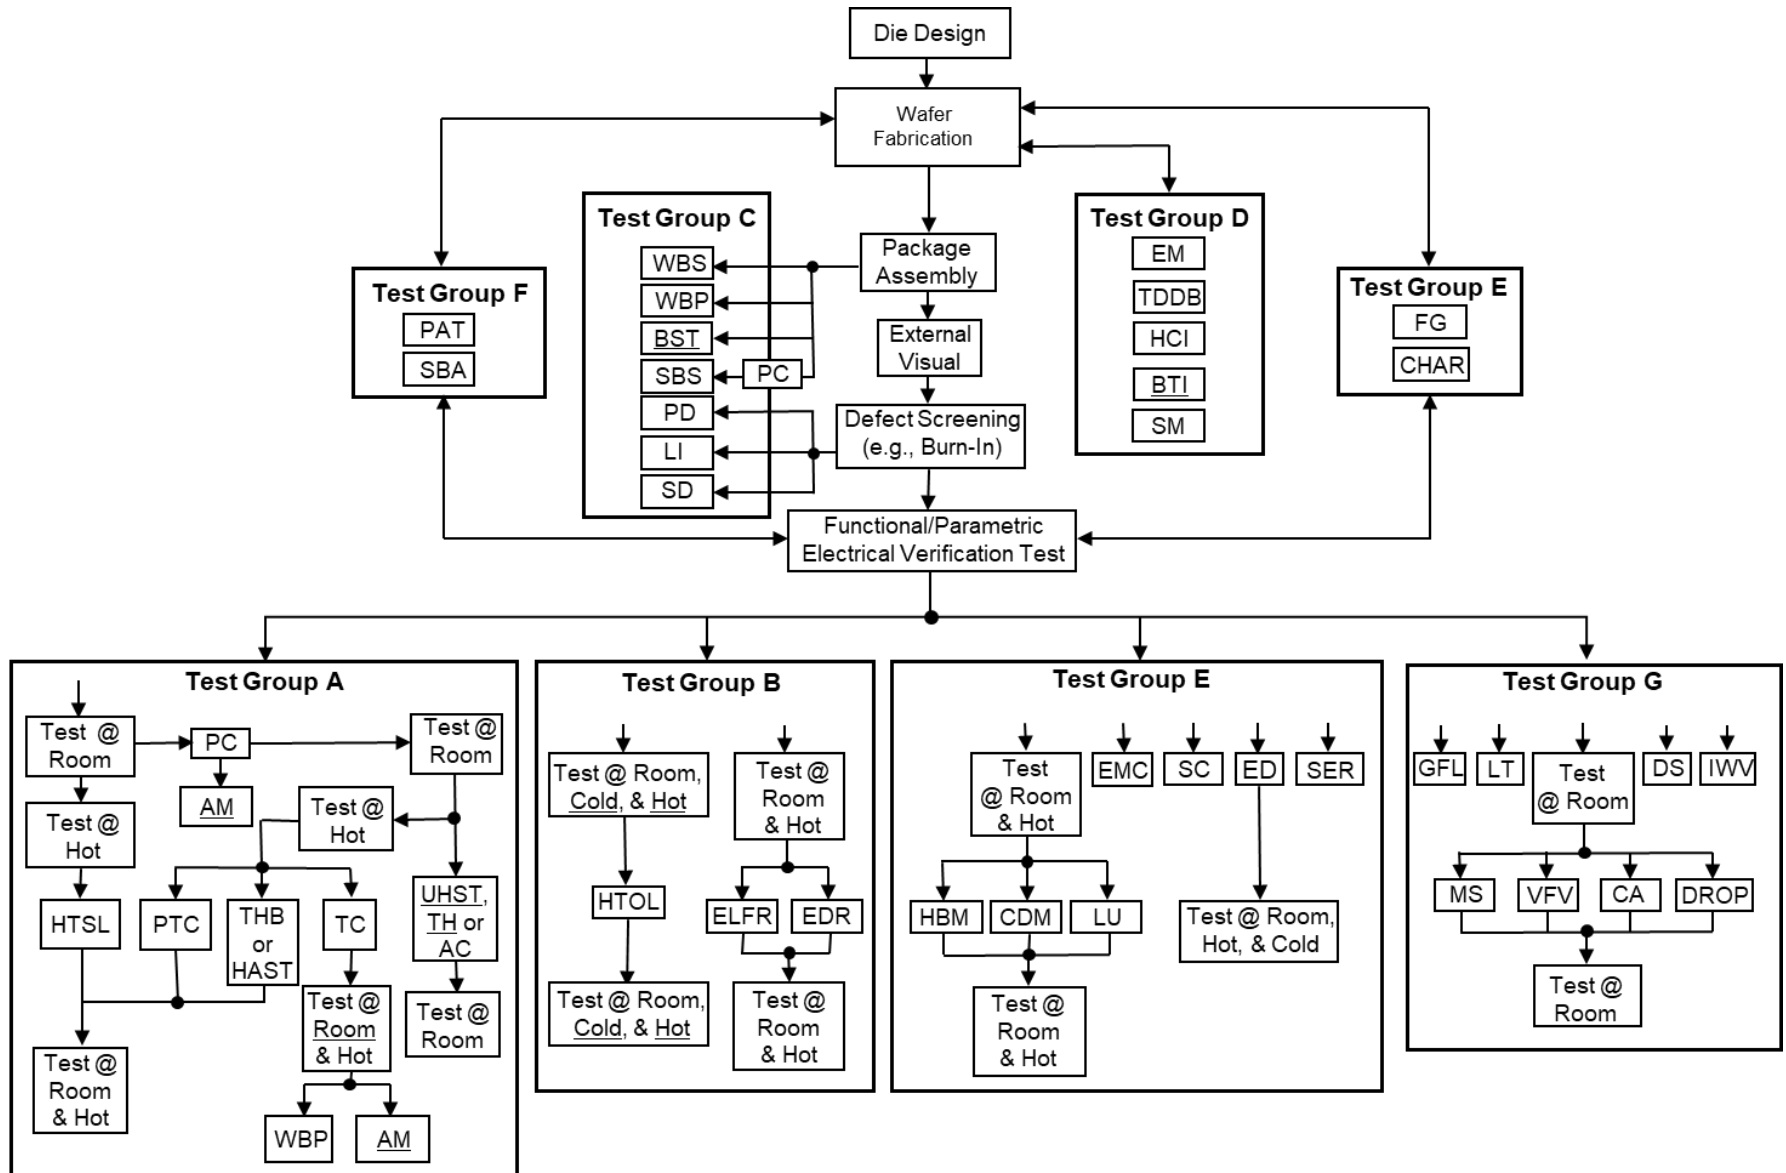 Die Design
Wafer
Fabrication
Test Group C
WBS
WBP
BST
SBS
PC
PD
LI
SD
Package
Assembly
External
Visual
Defect Screening
(e.g., Burn-In)
Test Group D
EM
TDDB
HCI
BTI
SM
Test Group F
PAT
SBA
Test Group E
FG
CHAR
Functional/Parametric
Electrical Verification Test
Test Group A
Test @
Room
PC
Test @
Room
AM
Test @
Hot
Test @
Hot
HTSL
PTC
THB
or
HAST
TC
UHST,
TH or
AC
Test @
Room
& Hot
Test @
Room
Test @
Room
& Hot
WBP
AM
Test Group B
Test @ Room,
Cold, & Hot
Test @
Room
& Hot
HTOL
ELFR
EDR
Test @ Room,
Cold, & Hot
Test @
Room
& Hot
Test Group E
Test
@ Room
& Hot
EMC
SC
ED
SER
HBM
CDM
LU
Test @ Room,
Hot, & Cold
Test @
Room
& Hot
Test Group G
GFL
LT
Test
@ Room
DS
IWV
MS
VFV
CA
DROP
Test @
Room